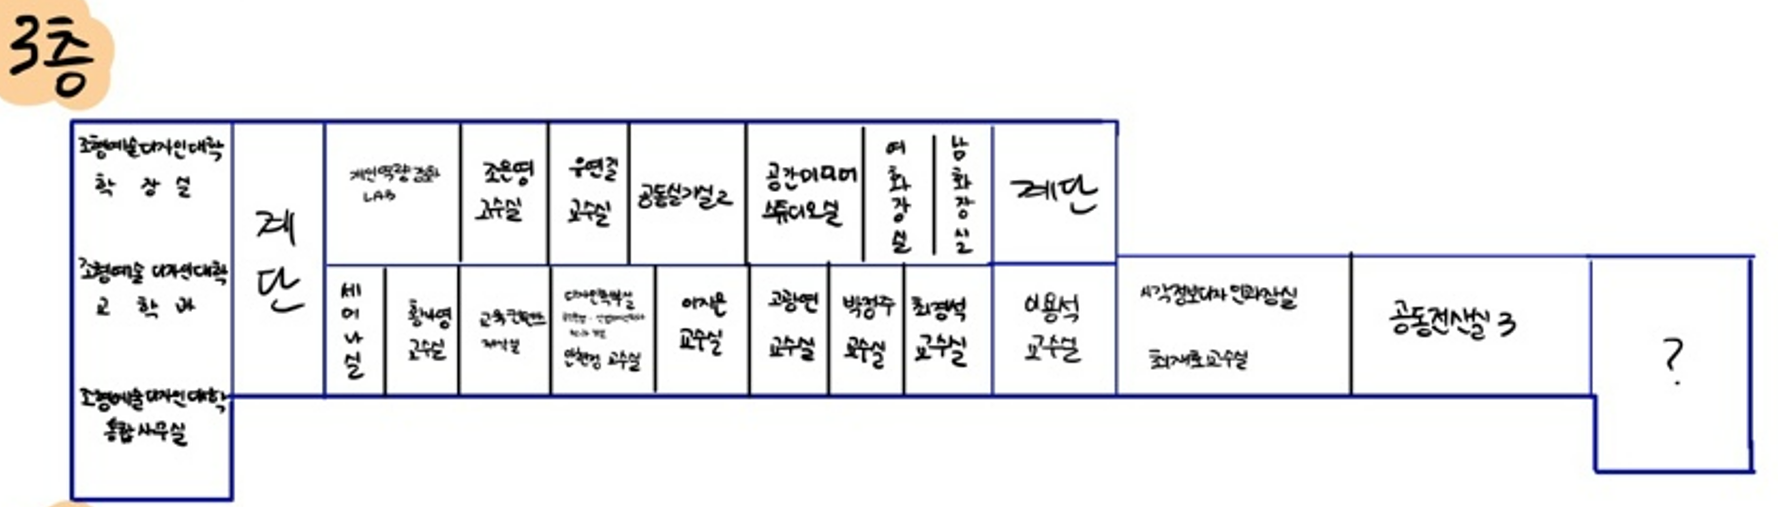 3층
조형예술디자인대학
학 장 실
조형예술 디자인대학
교 학 과
조형예술디자인대학
통합사무실
계
단
개인역량강화
LAB
조은영
교수실
우연길
교수실
공동실기실2
공간이미지
스튜디오실
여
화
장
실
남
화
장
실
계단
세
미
나
실
황나영
교수실
교육컨텐츠
제작실
디자인학부실
안현정 교수실
이지은
교수실
고광연
교수실
박정주
교수실
최경석
교수실
이용석
교수실
시각정보디자인과장실
최재호교수실
공동전산실 3
?